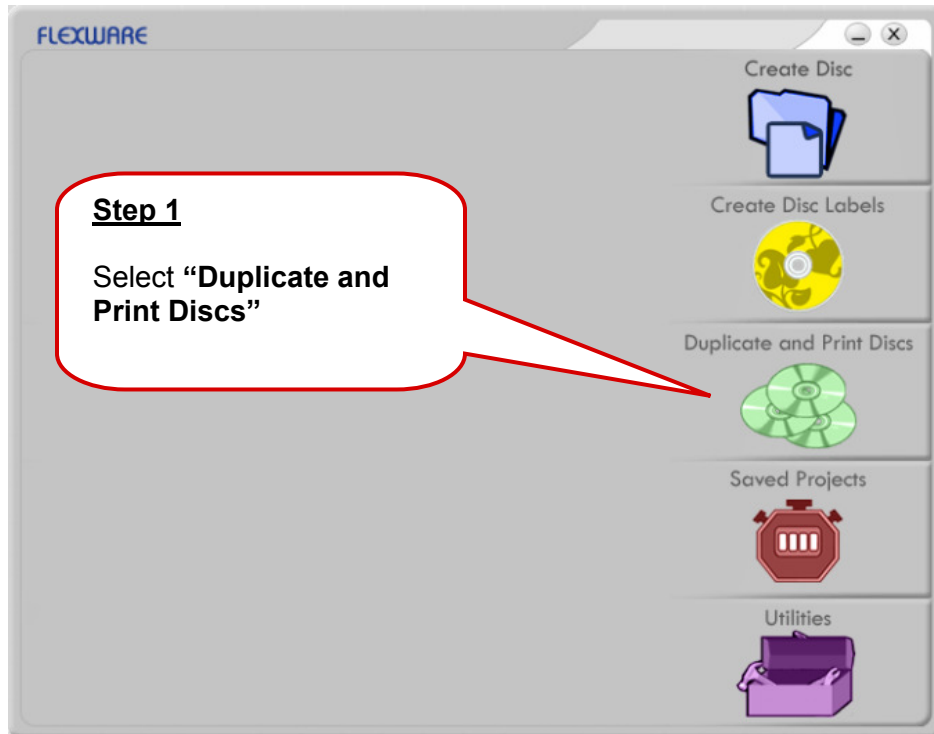 FLEXWARE
Create Disc
Step 1
Select “Duplicate and
Print Discs”
Create Disc Labels
Duplicate and Print Discs
Saved Projects
Utilities